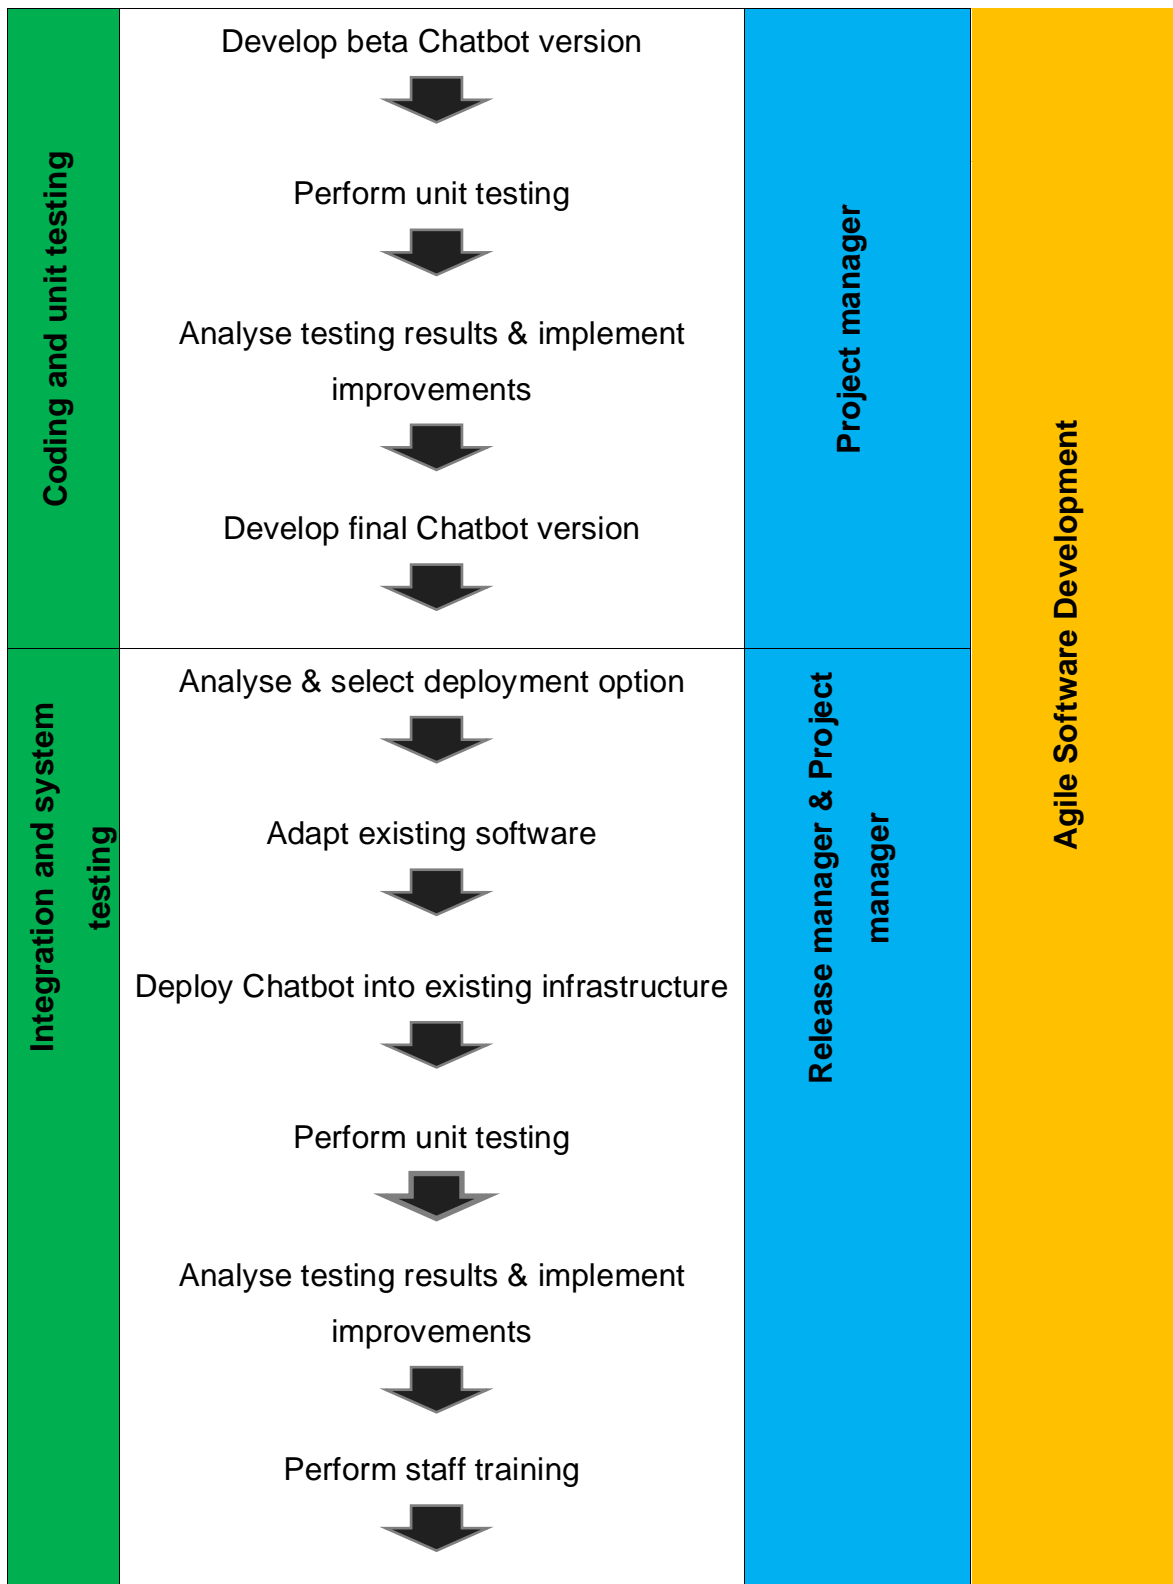 Coding and unit testing
Develop beta Chatbot version
Perform unit testing
Analyse testing results & implement
improvements
Develop final Chatbot version
Project manager
Agile Software Development
Integration and system
testing
Analyse & select deployment option
Adapt existing software
Deploy Chatbot into existing infrastructure
Perform unit testing
Analyse testing results & implement
improvements
Perform staff training
Release manager & Project
manager